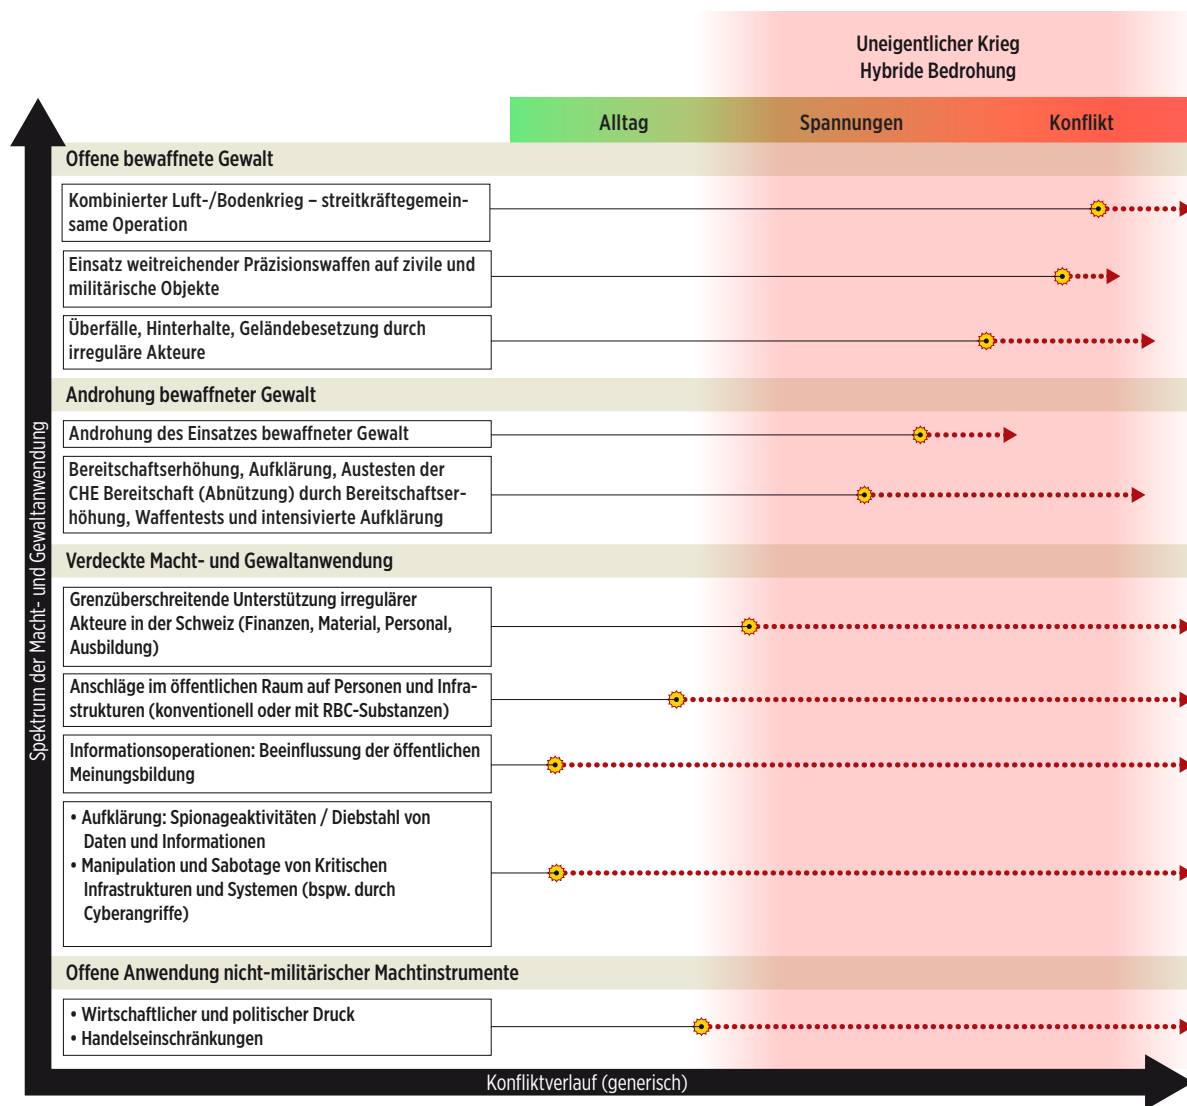 Uneigentlicher Krieg
Hybride Bedrohung
Alltag
Spannungen
Konflikt
Offene bewaffnete Gewalt
Kombinierter Luft-/Bodenkrieg – streitkräftegemein-
same Operation
Einsatz weitreichender Präzisionswaffen auf zivile und
militärische Objekte
Überfälle, Hinterhalte, Geländebesetzung durch
irreguläre Akteure
Androhung bewaffneter Gewalt
Androhung des Einsatzes bewaffneter Gewalt
Bereitschaftserhöhung, Aufklärung, Austesten der
CHE Bereitschaft (Abnützung) durch Bereitschaftser-
höhung, Waffentests und intensivierte Aufklärung
Verdeckte Macht- und Gewaltanwendung
Grenzüberschreitende Unterstützung irregulärer
Akteure in der Schweiz (Finanzen, Material, Personal,
Ausbildung)
Anschläge im öffentlichen Raum auf Personen und Infra-
strukturen (konventionell oder mit RBC-Substanzen)
Informationsoperationen: Beeinflussung der öffentlichen
Meinungsbildung
• Aufklärung: Spionageaktivitäten / Diebstahl von
Daten und Informationen
• Manipulation und Sabotage von Kritischen
Infrastrukturen und Systemen (bspw. durch
Cyberangriffe)
Offene Anwendung nicht-militärischer Machtinstrumente
• Wirtschaftlicher und politischer Druck
• Handelseinschränkungen
Spektrum der Macht- und Gewaltanwendung
Konfliktverlauf (generisch)